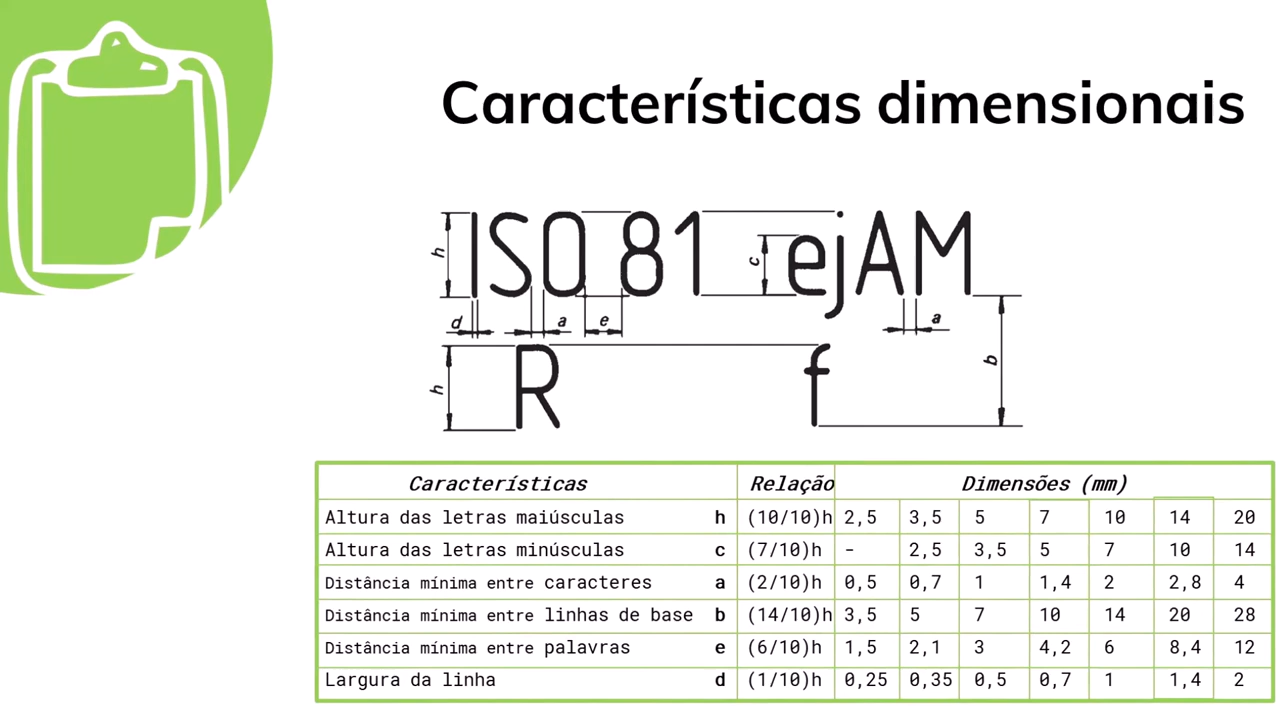 Características dimensionais
h ISO 81 c ejAM
d a e a
h R f b
Características Relação Dimensões (mm)
Altura das letras maiúsculas h (10/10)h 2,5 3,5 5 7 10 14 20
Altura das letras minúsculas c (7/10)h - 2,5 3,5 5 7 10 14
Distância mínima entre caracteres a (2/10)h 0,5 0,7 1 1,4 2 2,8 4
Distância mínima entre linhas de base b (14/10)h 3,5 5 7 10 14 20 28
Distância mínima entre palavras e (6/10)h 1,5 2,1 3 4,2 6 8,4 12
Largura da linha d (1/10)h 0,25 0,35 0,5 0,7 1 1,4 2